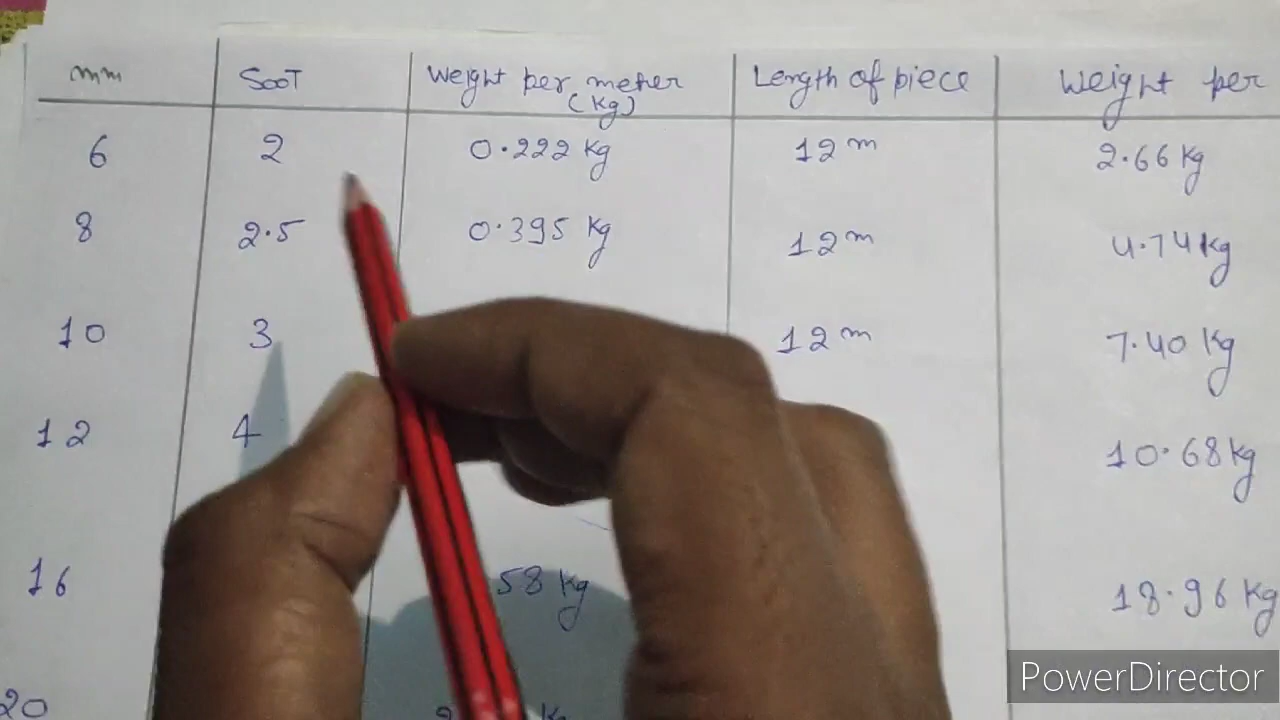 mm SooT Weight per meter (Kg) Length of piece Weight per
6 2 0.222 Kg 12 m 2.66 Kg
8 2.5 0.395 Kg 12 m 4.74 Kg
10 3 12 m 7.40 Kg
12 4 10.68 Kg
16 58 Kg 18.96 Kg
20
PowerDirector